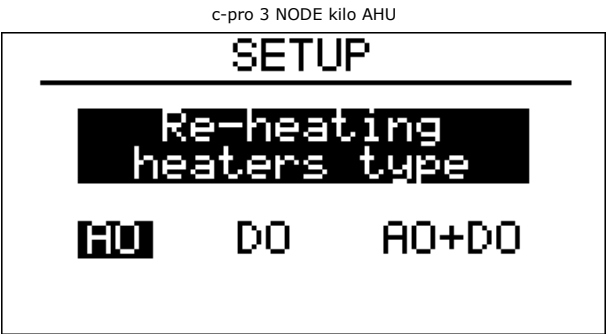 c-pro 3 NODE kilo AHU
SETUP
Re-heating
heaters type
AO DO AO+DO